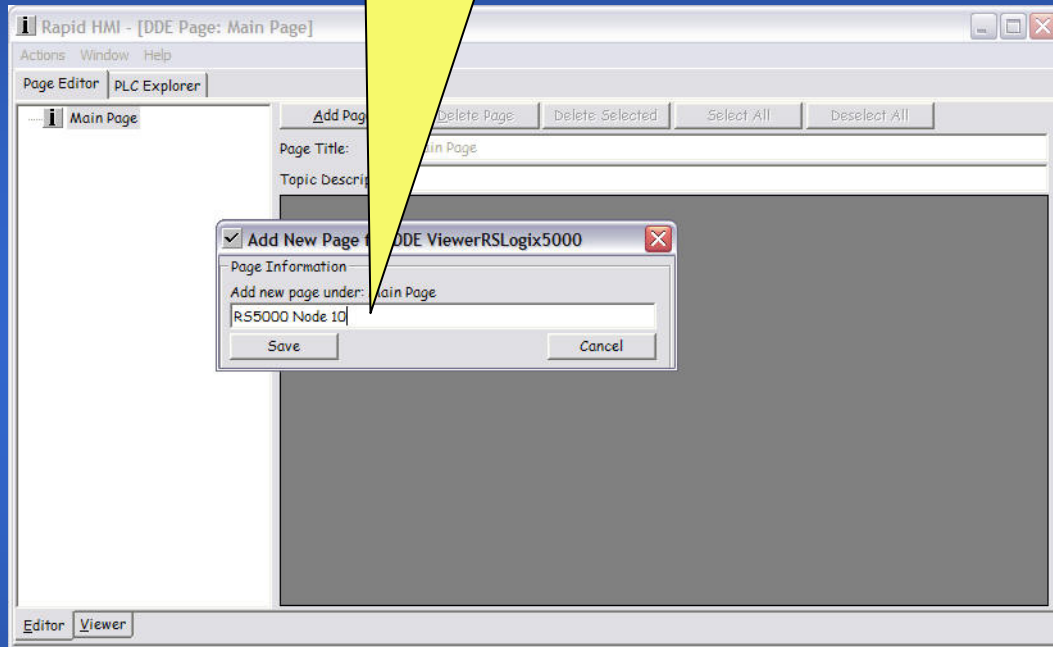 Rapid HMI - [DDE Page: Main Page]
Actions Window Help
Page Editor PLC Explorer
Main Page
Add Pag Delete Page Delete Selected Select All Deselect All
Page Title: ain Page
Topic Descrip
Add New Page f DDE ViewerRSLogix5000
Page Information
Add new page under: Main Page
RS5000 Node 10
Save Cancel
Editor Viewer